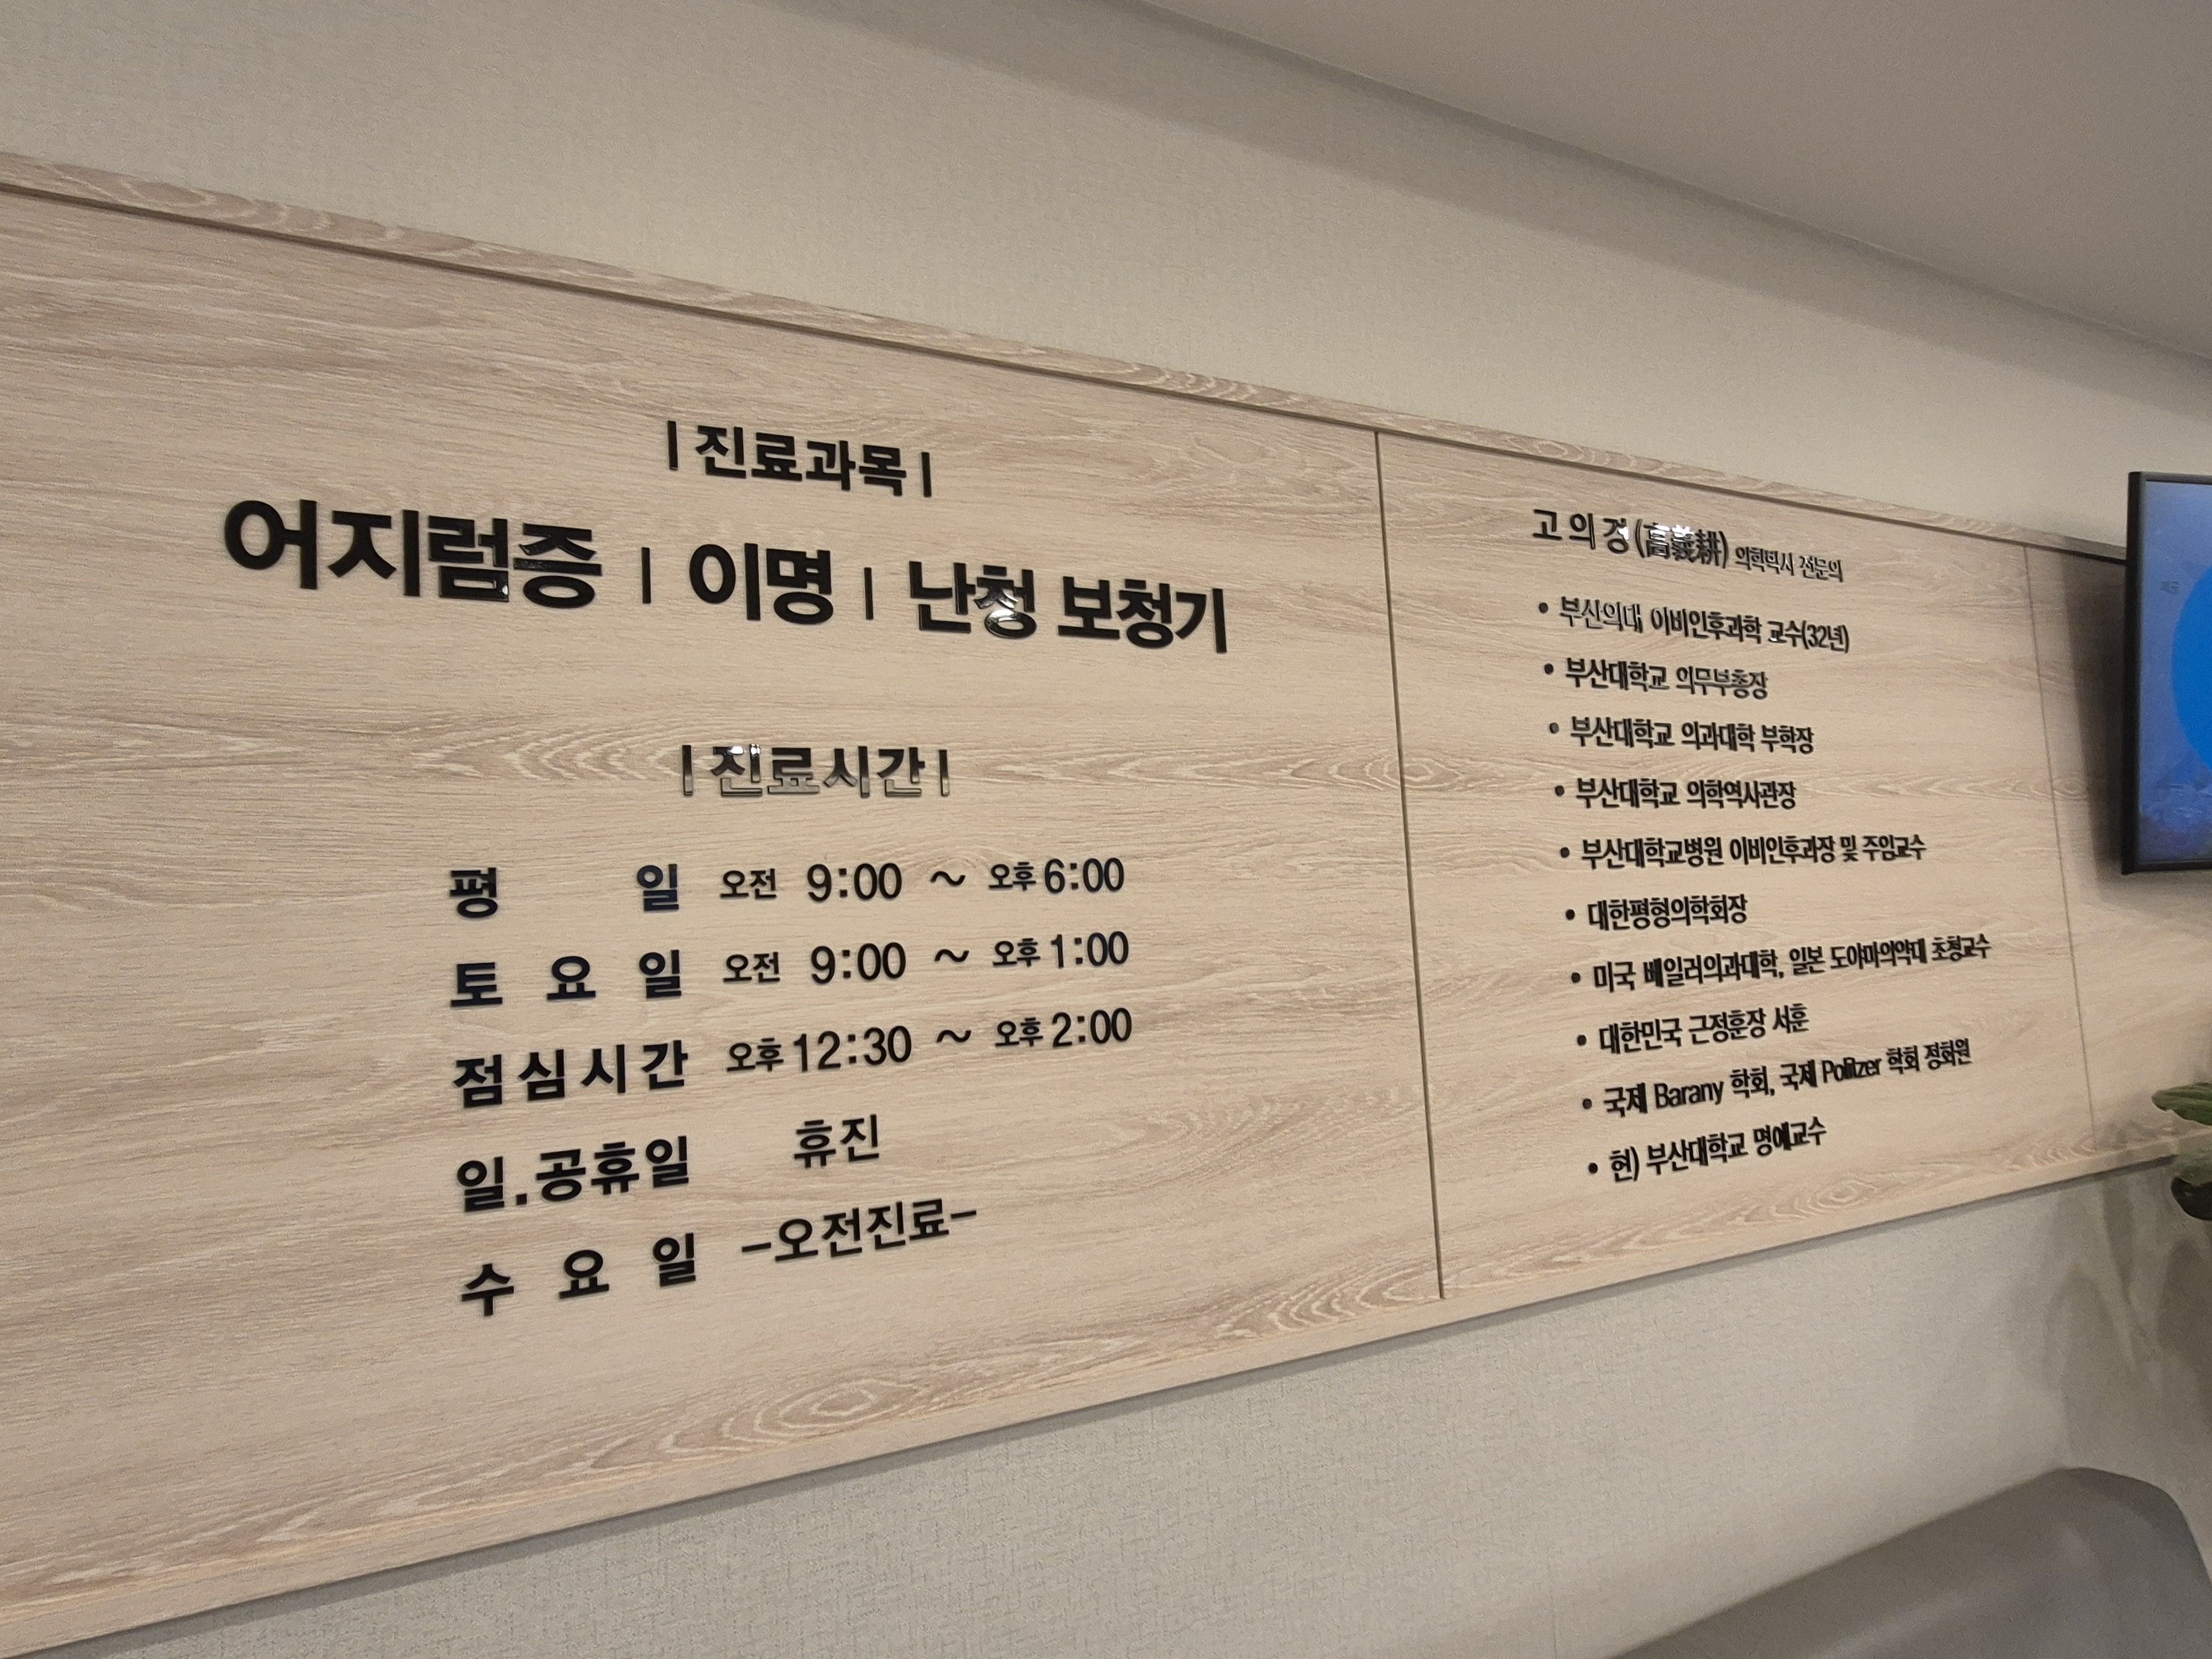 | 진료과목 |
어지럼증 | 이명 | 난청 보청기
| 진료시간 |
평 일 오전 9:00 ~ 오후 6:00
토 요 일 오전 9:00 ~ 오후 1:00
점심시간 오후 12:30 ~ 오후 2:00
일.공휴일 휴진
수 요 일 -오전진료-
고의경(高義耕) 의학박사 전문의
• 부산의대 이비인후과학 교수(32년)
• 부산대학교 의무부총장
• 부산대학교 의과대학 부학장
• 부산대학교 의학역사관장
• 부산대학교병원 이비인후과장 및 주임교수
• 대한평형의학회장
• 미국 베일러의과대학, 일본 도야마의약대 초청교수
• 대한민국 근정훈장 서훈
• 국제 Barany 학회, 국제 Politzer 학회 정회원
• 현) 부산대학교 명예교수